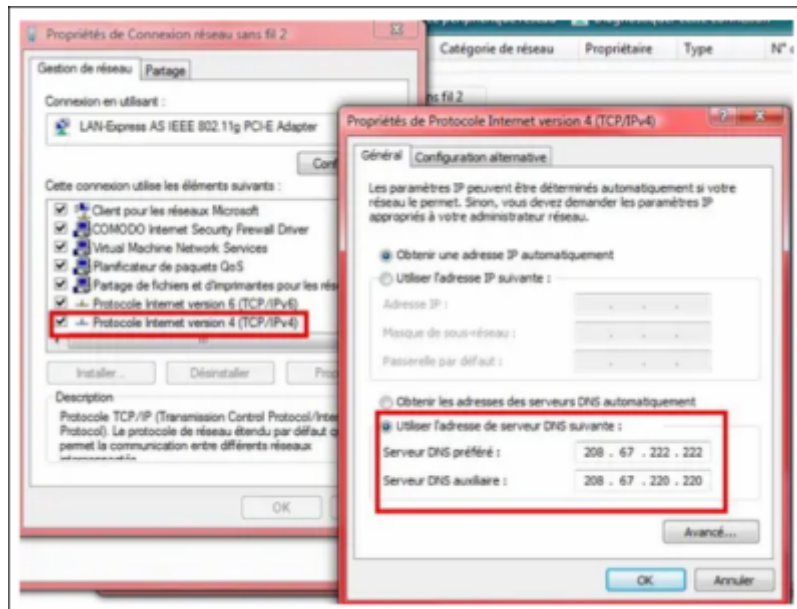 Propriétés de Connexion réseau sans fil 2
Catégorie de réseau Propriétaire Type N°
Gestion de réseau Partage
Connexion en utilisant :
LAN-Express AS IEEE 802.11g PCI-E Adapter
Conf
Cette connexion utilise les éléments suivants :
Client pour les réseaux Microsoft
COMODO Internet Security Firewall Driver
Virtual Machine Network Services
Planificateur de paquets QoS
Partage de fichiers et d'imprimantes pour les rés
Protocole Internet version 6 (TCP/IPv6)
Protocole Internet version 4 (TCP/IPv4)
Installer... Désinstaller Prop
Description
Protocole TCP/IP (Transmission Control Protocol/Inter
Protocol). Le protocole de réseau étendu par défaut q
permet la communication entre différents réseaux
OK
ns fil 2
Propriétés de Protocole Internet version 4 (TCP/IPv4)
Général Configuration alternative
Les paramètres IP peuvent être déterminés automatiquement si votre
réseau le permet. Sinon, vous devez demander les paramètres IP
appropriés à votre administrateur réseau.
Obtenir une adresse IP automatiquement
Utiliser l'adresse IP suivante :
Adresse IP :
Masque de sous-réseau :
Passerelle par défaut :
Obtenir les adresses des serveurs DNS automatiquement
Utiliser l'adresse de serveur DNS suivante :
Serveur DNS préféré : 208 . 67 . 222 . 222
Serveur DNS auxiliaire : 208 . 67 . 220 . 220
Avancé...
OK Annuler